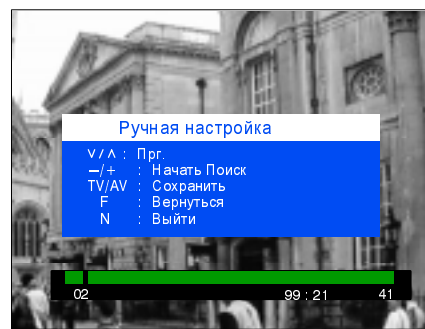 Ручная настройка
∨/∧ : Прг.
−/+ : Начать Поиск
TV/AV : Сохранить
F : Вернуться
N : Выйти
02 99 : 21 41